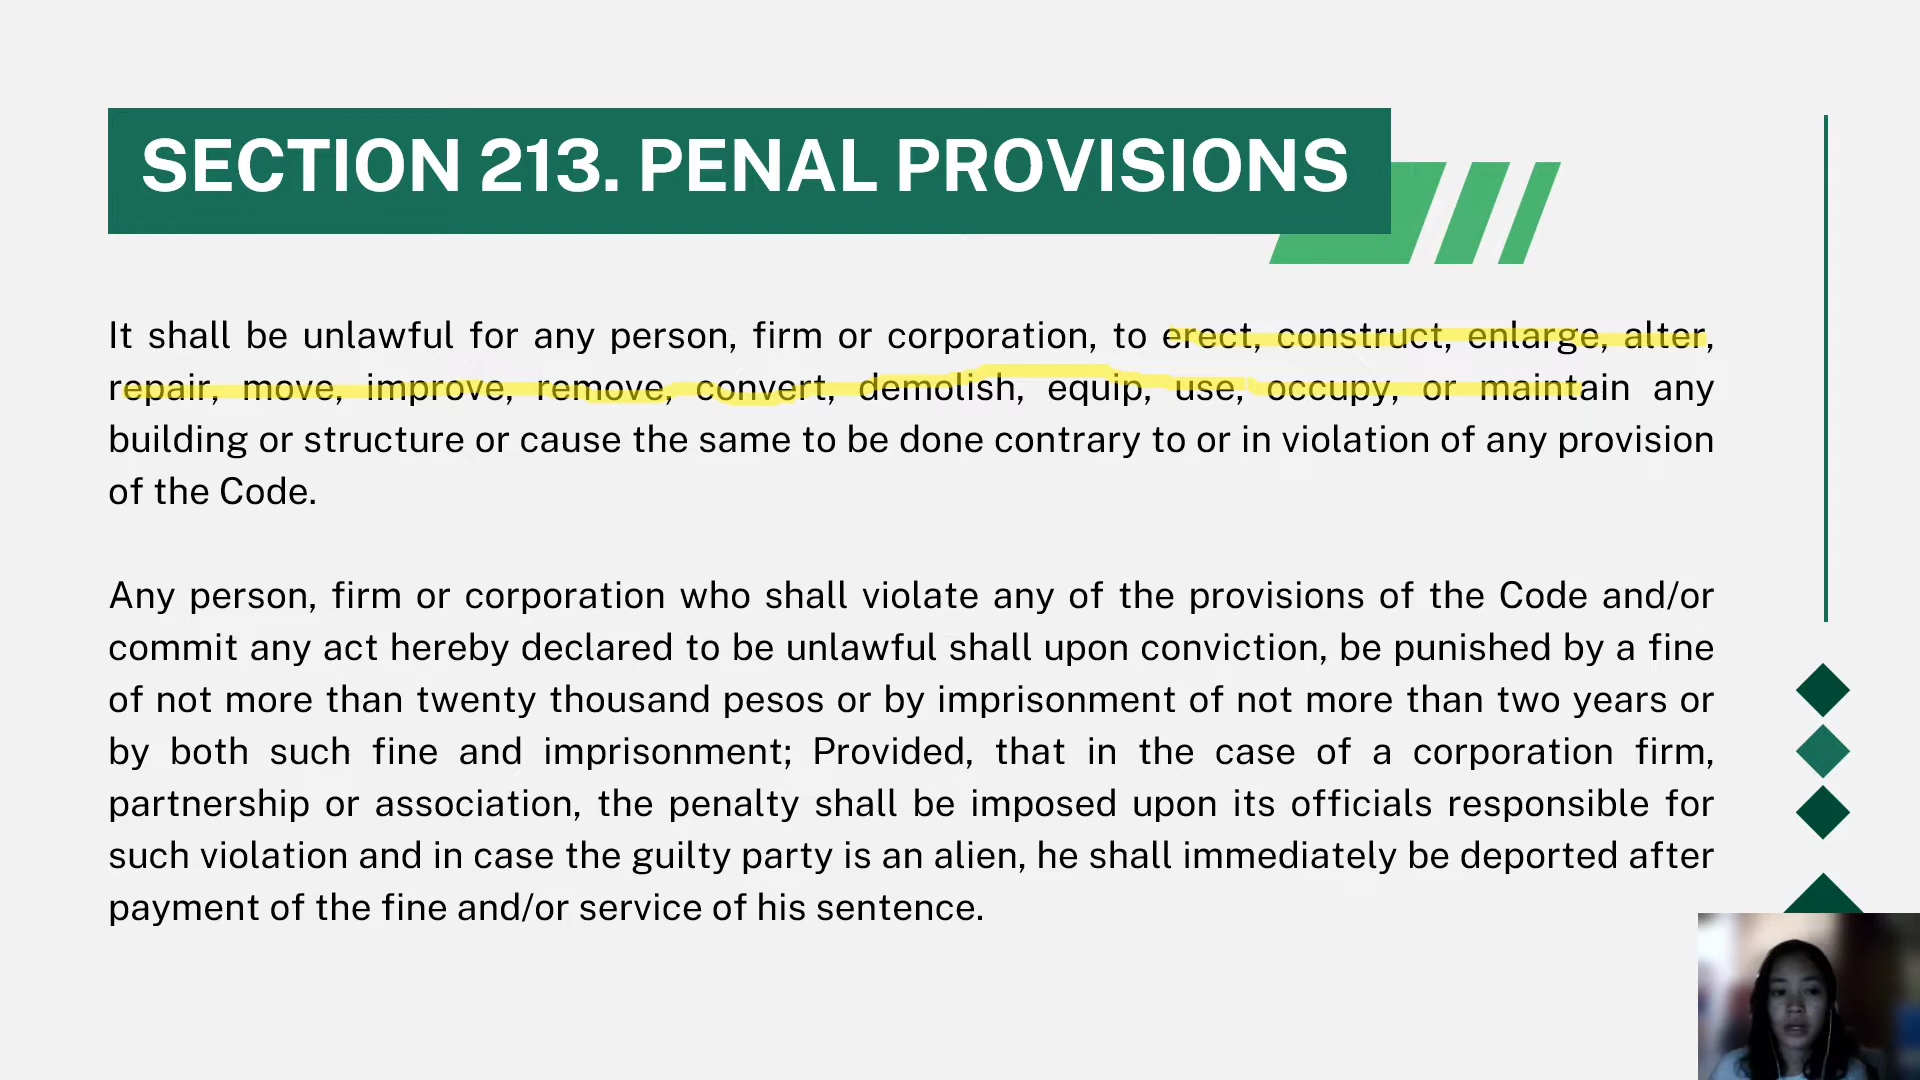 SECTION 213. PENAL PROVISIONS
It shall be unlawful for any person, firm or corporation, to erect, construct, enlarge, alter,
repair, move, improve, remove, convert, demolish, equip, use, occupy, or maintain any
building or structure or cause the same to be done contrary to or in violation of any provision
of the Code.
Any person, firm or corporation who shall violate any of the provisions of the Code and/or
commit any act hereby declared to be unlawful shall upon conviction, be punished by a fine
of not more than twenty thousand pesos or by imprisonment of not more than two years or
by both such fine and imprisonment; Provided, that in the case of a corporation firm,
partnership or association, the penalty shall be imposed upon its officials responsible for
such violation and in case the guilty party is an alien, he shall immediately be deported after
payment of the fine and/or service of his sentence.